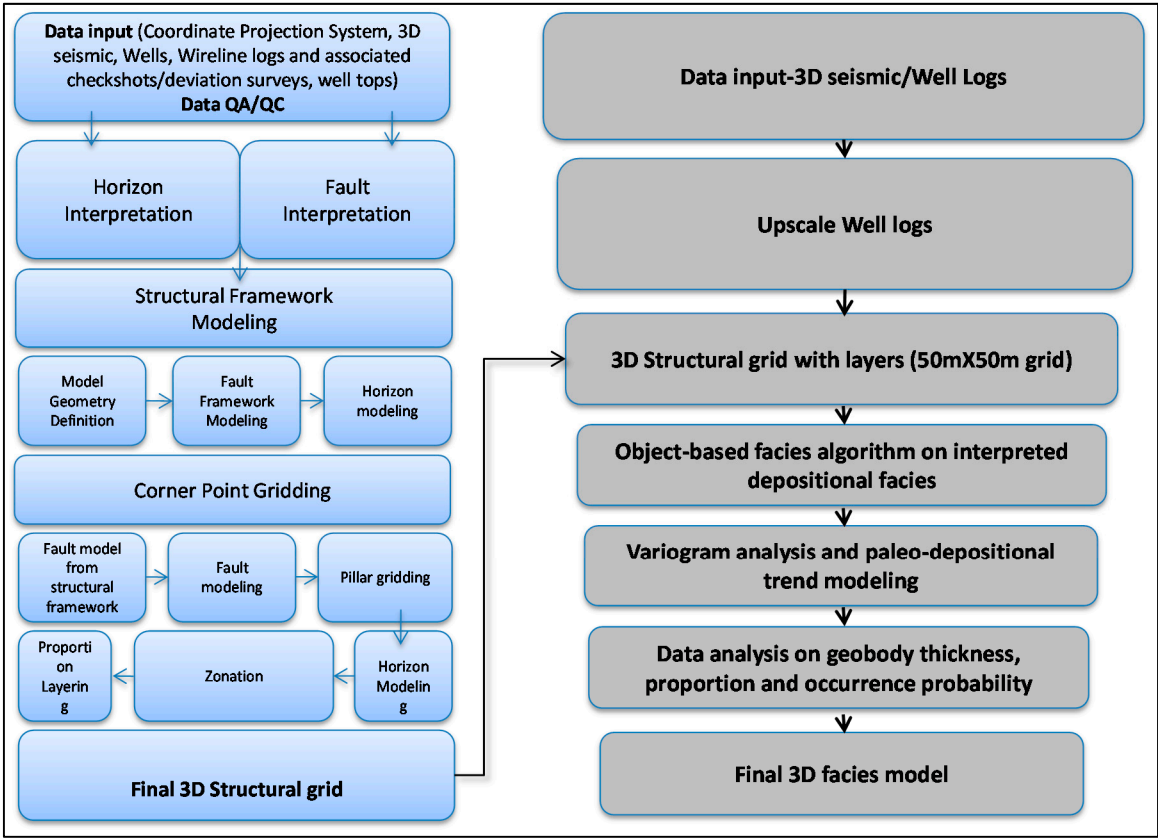 Data input (Coordinate Projection System, 3D
seismic, Wells, Wireline logs and associated
checkshots/deviation surveys, well tops)
Data QA/QC
Horizon
Interpretation
Fault
Interpretation
Structural Framework
Modeling
Model
Geometry
Definition
Fault
Framework
Modeling
Horizon
modeling
Corner Point Gridding
Fault model
from
structural
framework
Fault
modeling
Pillar gridding
Proporti
on
Layerin
g
Zonation
Horizon
Modelin
g
Final 3D Structural grid
Data input-3D seismic/Well Logs
Upscale Well logs
3D Structural grid with layers (50mX50m grid)
Object-based facies algorithm on interpreted
depositional facies
Variogram analysis and paleo-depositional
trend modeling
Data analysis on geobody thickness,
proportion and occurrence probability
Final 3D facies model